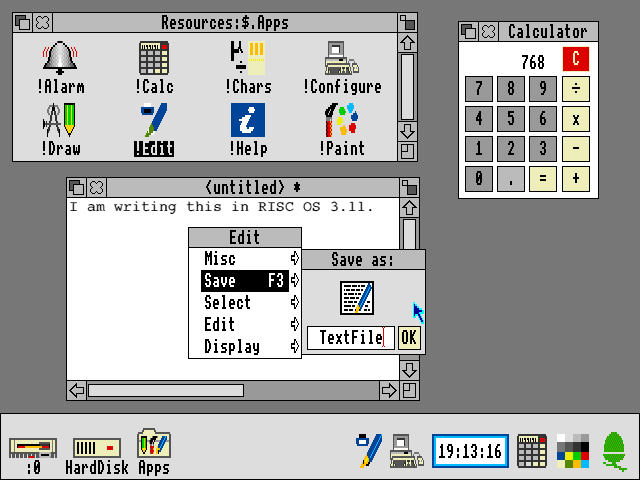 Resources:$.Apps
!Alarm !Calc !Chars !Configure
!Draw !Edit !Help !Paint
Calculator
768 C
7 8 9 ÷
4 5 6 x
1 2 3 -
0 . = +
<untitled> *
I am writing this in RISC OS 3.11.
Edit
Misc
Save F3
Select
Edit
Display
Save as:
TextFile OK
:0 HardDisk Apps 19:13:16